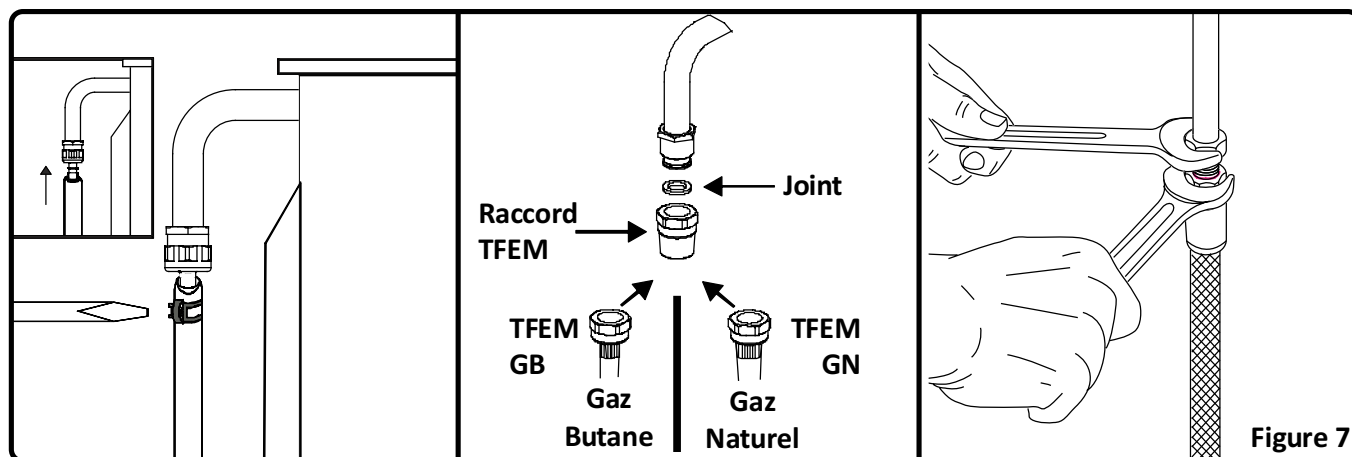 Joint
Raccord
TFEM
TFEM
GB
Gaz
Butane
TFEM
GN
Gaz
Naturel
Figure 7